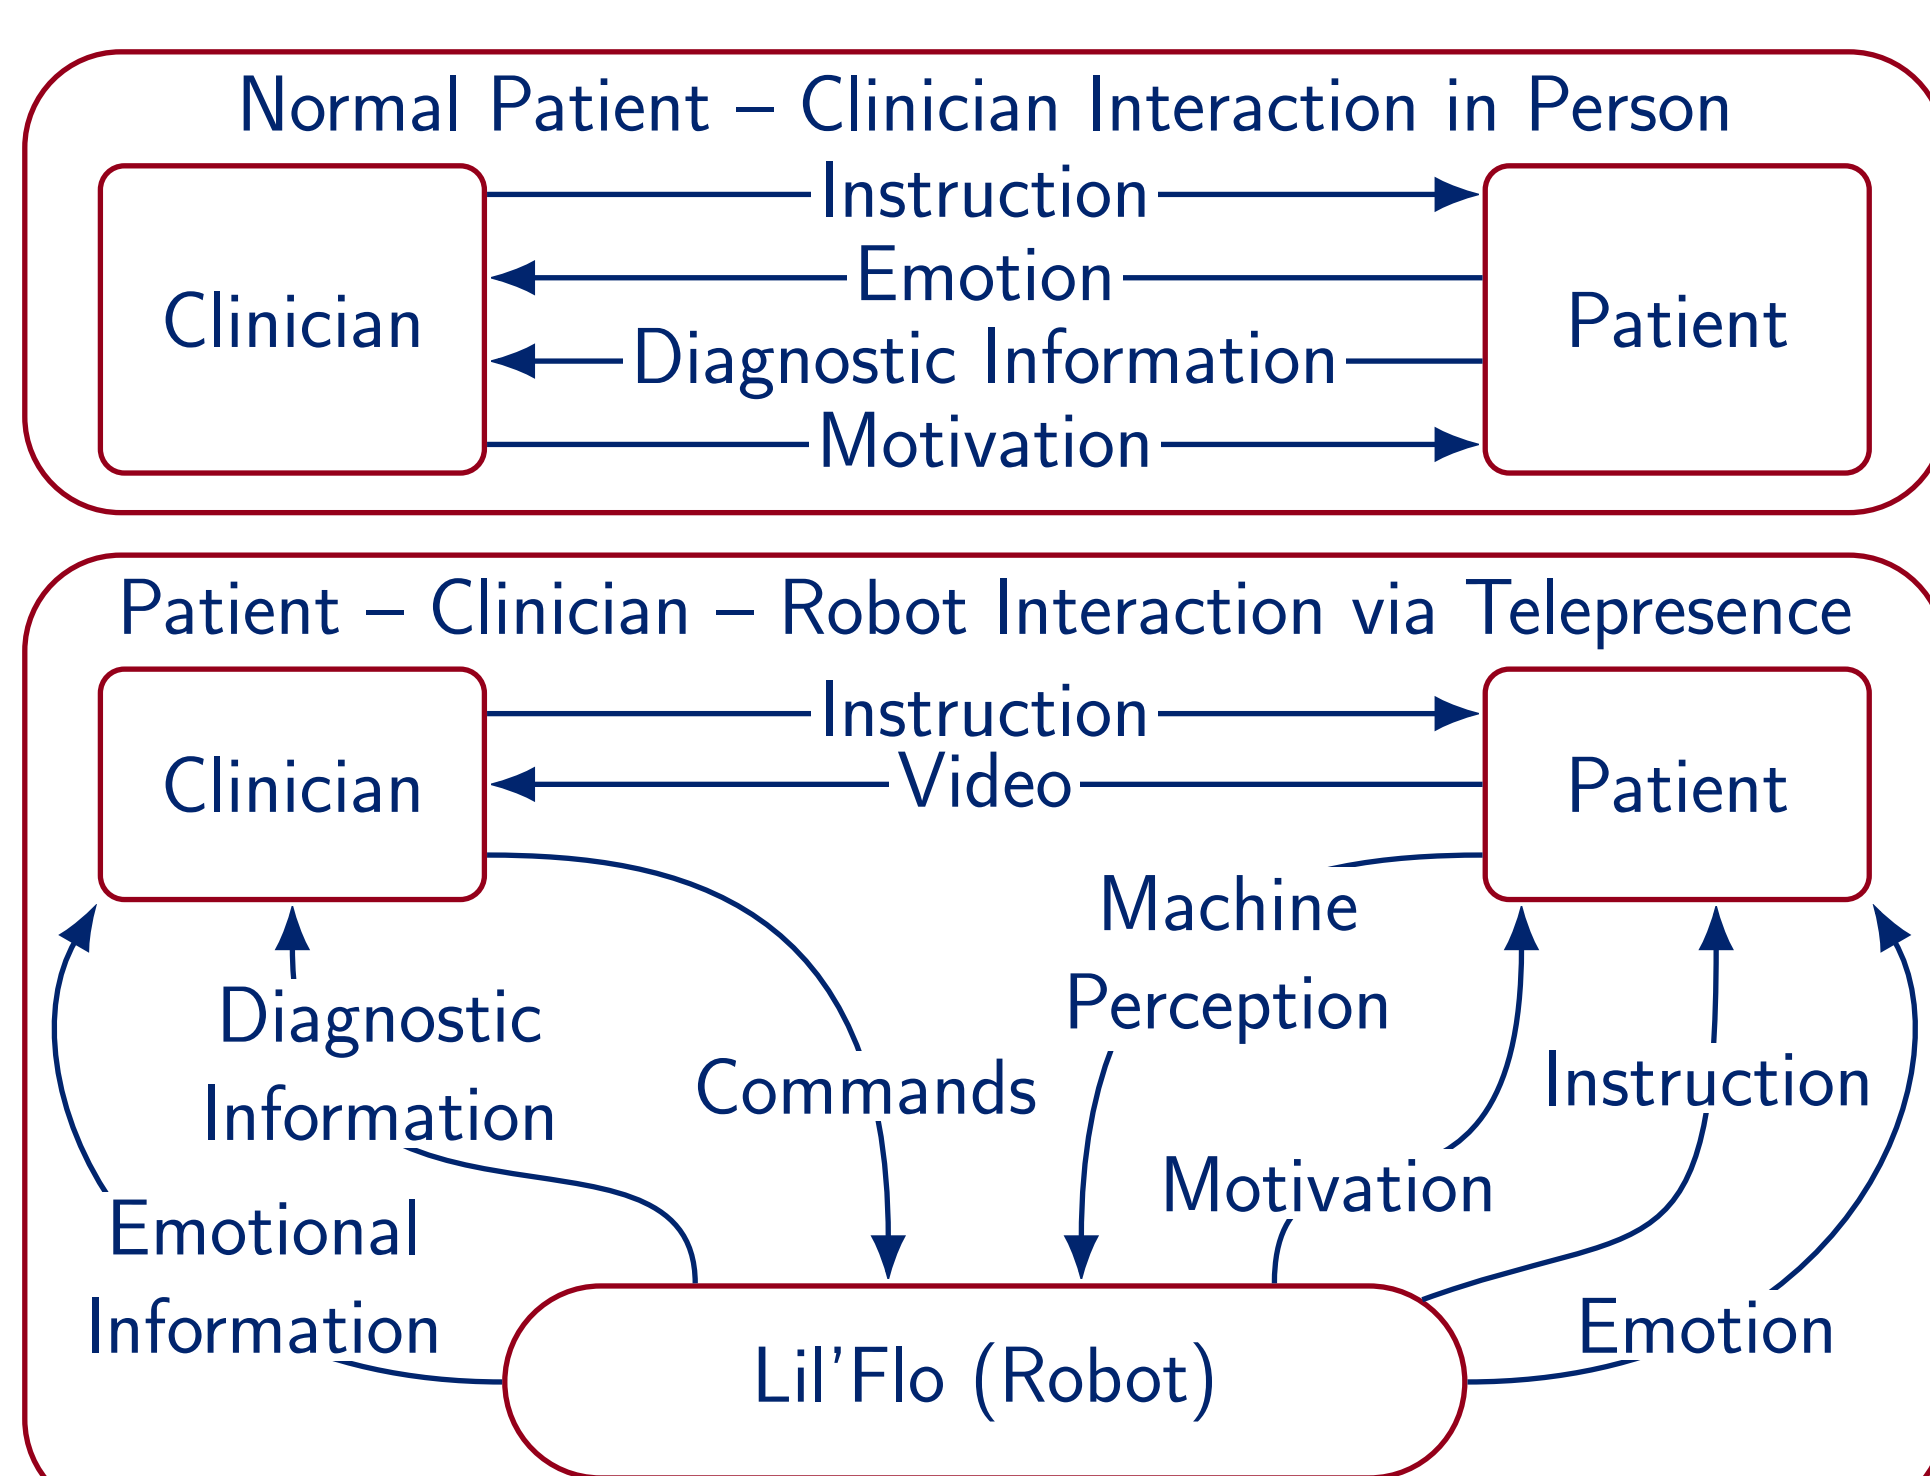 Normal Patient – Clinician Interaction in Person
Clinician
Instruction
Emotion
Diagnostic Information
Motivation
Patient
Patient – Clinician – Robot Interaction via Telepresence
Clinician
Instruction
Video
Patient
Machine
Perception
Diagnostic
Information
Commands
Instruction
Motivation
Emotional
Information
Emotion
Lil'Flo (Robot)